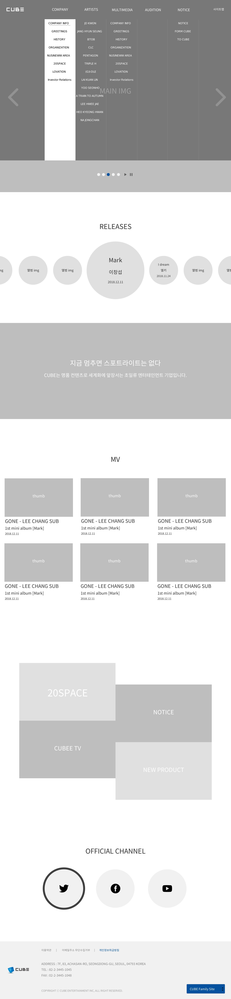 CUBE
COMPANY ARTISTS MULTIMEDIA AUDITION NOTICE 사이트맵
COMPANY INFO
GREETINGS
HISTORY
ORGANIZATION
NUSINEWW AREA
20SPACE
LOVATION
Investor Relations
JO KWON
JANG HYUN SEUNG
BTOB
CLC
PENTAGON
TRIPLE H
(G)I-DLE
LAI KUAN LIN
YOO SEONHO
A TRAIN TO AUTUMN
LEE HWEE JAE
HEO KYEONG HWAN
NA JONGCHAN
COMPANY INFO
GREETINGS
HISTORY
ORGANIZATION
NUSINEWW AREA
20SPACE
LOVATION
Investor Relations
NOTICE
FORM CUBE
TO CUBE
MAIN IMG
RELEASES
mg
앨범 img
앨범 img
Mark
이창섭
2018.12.11
I dream
엘키
2018.11.24
앨범 img
앨범
지금 멈추면 스포트라이트는 없다
CUBE는 명품 컨텐츠로 세계화에 앞장서는 초일류 엔터테인먼트 기업입니다.
MV
thumb
GONE - LEE CHANG SUB
1st mini album [Mark]
2018.12.11
thumb
GONE - LEE CHANG SUB
1st mini album [Mark]
2018.12.11
thumb
GONE - LEE CHANG SUB
1st mini album [Mark]
2018.12.11
thumb
GONE - LEE CHANG SUB
1st mini album [Mark]
2018.12.11
thumb
GONE - LEE CHANG SUB
1st mini album [Mark]
2018.12.11
thumb
GONE - LEE CHANG SUB
1st mini album [Mark]
2018.12.11
20SPACE
NOTICE
CUBEE TV
NEW PRODUCT
OFFICIAL CHANNEL
이용약관 | 이메일주소 무단수집거부 | 개인정보취급방침
CUBE
ADDRESS : 7F, 83, ACHASAN-RO, SEONGDONG-GU, SEOUL, 04793 KOREA
TEL : 82-2-3445-1045
FAX : 02-2-3445-1048
COPYRIGHT ⓒ CUBE ENTERTAINMENT INC, ALL RIGHT RESERVED.
CUBE Family Site